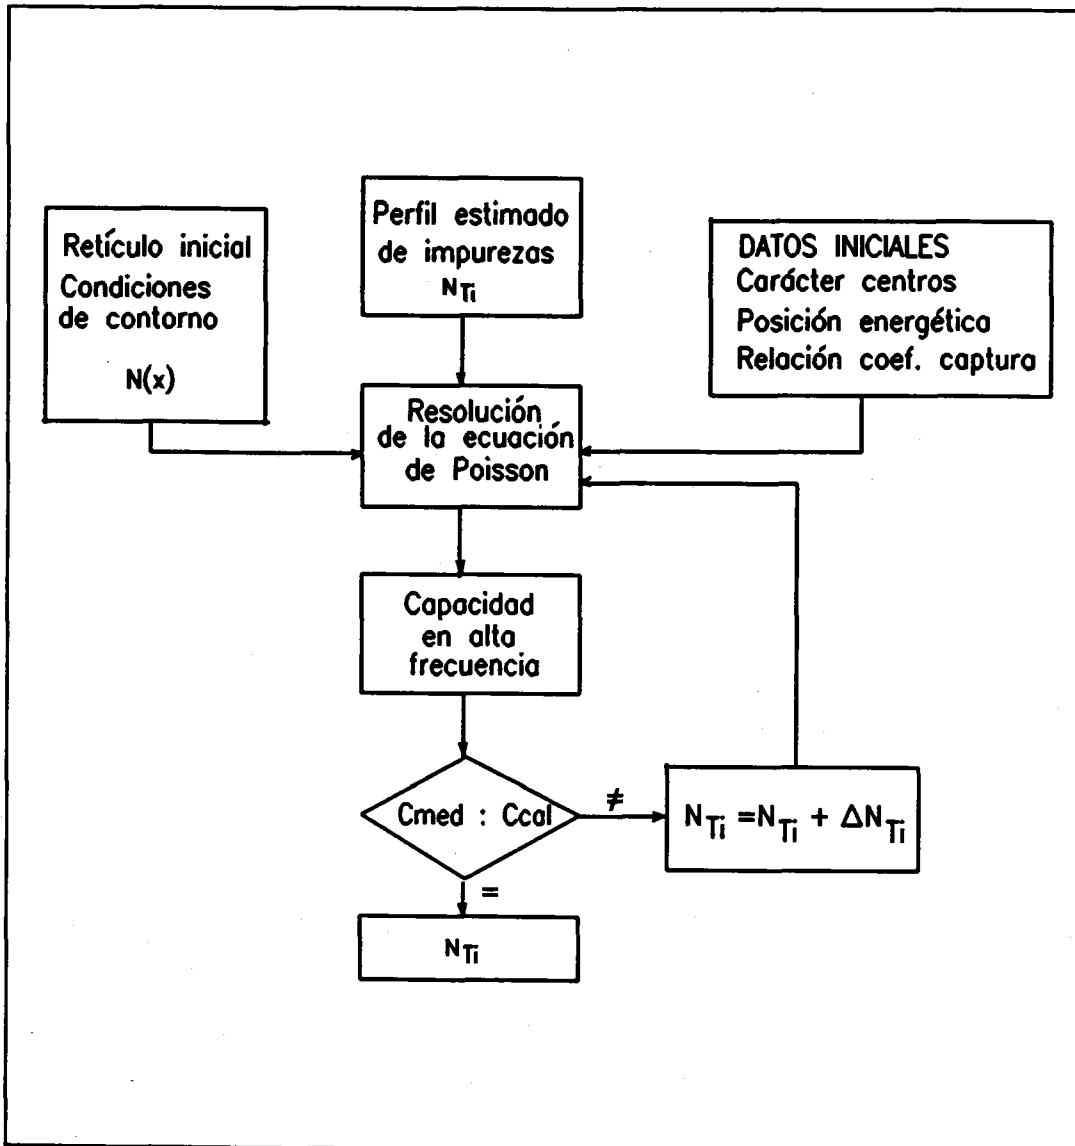 Retículo inicial
Condiciones
de contorno
N(x)
Perfil estimado
de impurezas
NTi
DATOS INICIALES
Carácter centros
Posición energética
Relación coef. captura
Resolución
de la ecuación
de Poisson
Capacidad
en alta
frecuencia
Cmed : Ccal
≠
NTi =NTi + ΔNTi
=
NTi